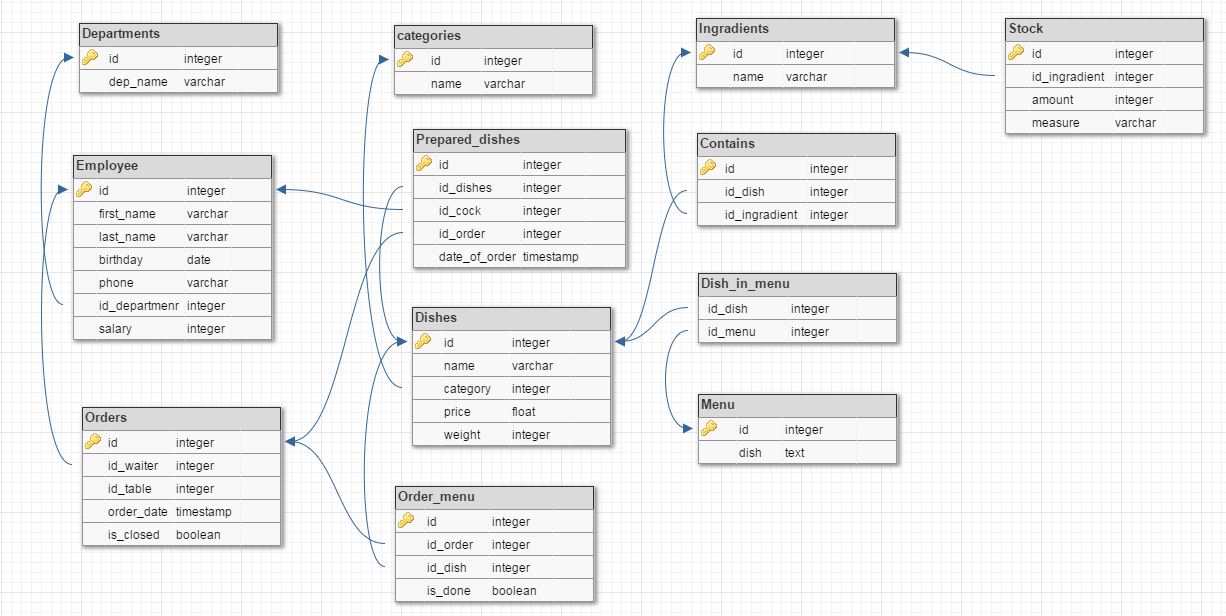 Departments
id integer
dep_name varchar
Employee
id integer
first_name varchar
last_name varchar
birthday date
phone varchar
id_departmenr integer
salary integer
Orders
id integer
id_waiter integer
id_table integer
order_date timestamp
is_closed boolean
categories
id integer
name varchar
Prepared_dishes
id integer
id_dishes integer
id_cock integer
id_order integer
date_of_order timestamp
Dishes
id integer
name varchar
category integer
price float
weight integer
Order_menu
id integer
id_order integer
id_dish integer
is_done boolean
Ingradients
id integer
name varchar
Contains
id integer
id_dish integer
id_ingradient integer
Dish_in_menu
id_dish integer
id_menu integer
Menu
id integer
dish text
Stock
id integer
id_ingradient integer
amount integer
measure varchar